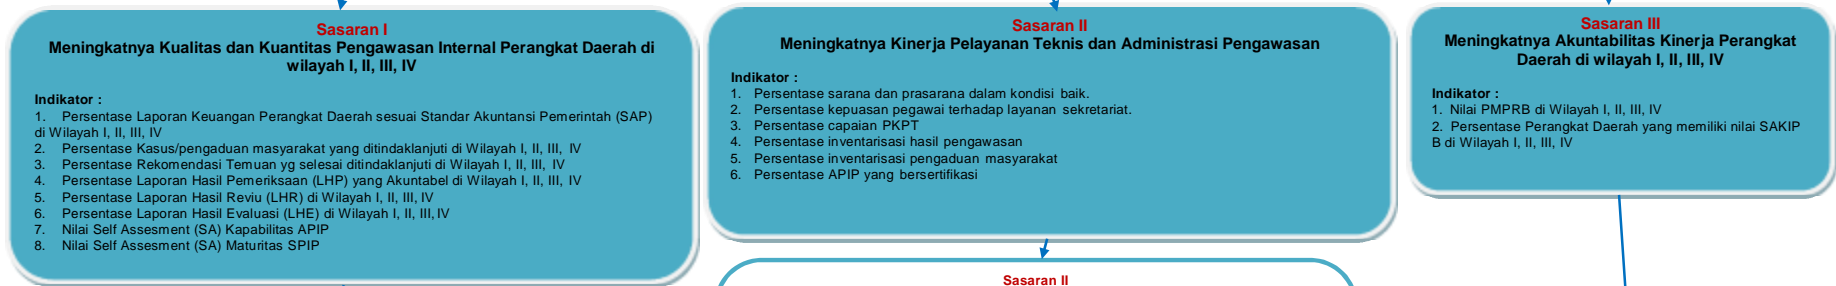 Sasaran I
Meningkatnya Kualitas dan Kuantitas Pengawasan Internal Perangkat Daerah di
wilayah I, II, III, IV
Indikator :
1. Persentase Laporan Keuangan Perangkat Daerah sesuai Standar Akuntansi Pemerintah (SAP)
di Wilayah I, II, III, IV
2. Persentase Kasus/pengaduan masyarakat yang ditindaklanjuti di Wilayah I, II, III, IV
3. Persentase Rekomendasi Temuan yg selesai ditindaklanjuti di Wilayah I, II, III, IV
4. Persentase Laporan Hasil Pemeriksaan (LHP) yang Akuntabel di Wilayah I, II, III, IV
5. Persentase Laporan Hasil Reviu (LHR) di Wilayah I, II, III, IV
6. Persentase Laporan Hasil Evaluasi (LHE) di Wilayah I, II, III, IV
7. Nilai Self Assesment (SA) Kapabilitas APIP
8. Nilai Self Assesment (SA) Maturitas SPIP
Sasaran II
Meningkatnya Kinerja Pelayanan Teknis dan Administrasi Pengawasan
Indikator :
1. Persentase sarana dan prasarana dalam kondisi baik.
2. Persentase kepuasan pegawai terhadap layanan sekretariat.
3. Persentase capaian PKPT
4. Persentase inventarisasi hasil pengawasan
5. Persentase inventarisasi pengaduan masyarakat
6. Persentase APIP yang bersertifikasi
Sasaran III
Meningkatnya Akuntabilitas Kinerja Perangkat
Daerah di wilayah I, II, III, IV
Indikator :
1. Nilai PMPRB di Wilayah I, II, III, IV
2. Persentase Perangkat Daerah yang memiliki nilai SAKIP
B di Wilayah I, II, III, IV
Sasaran II